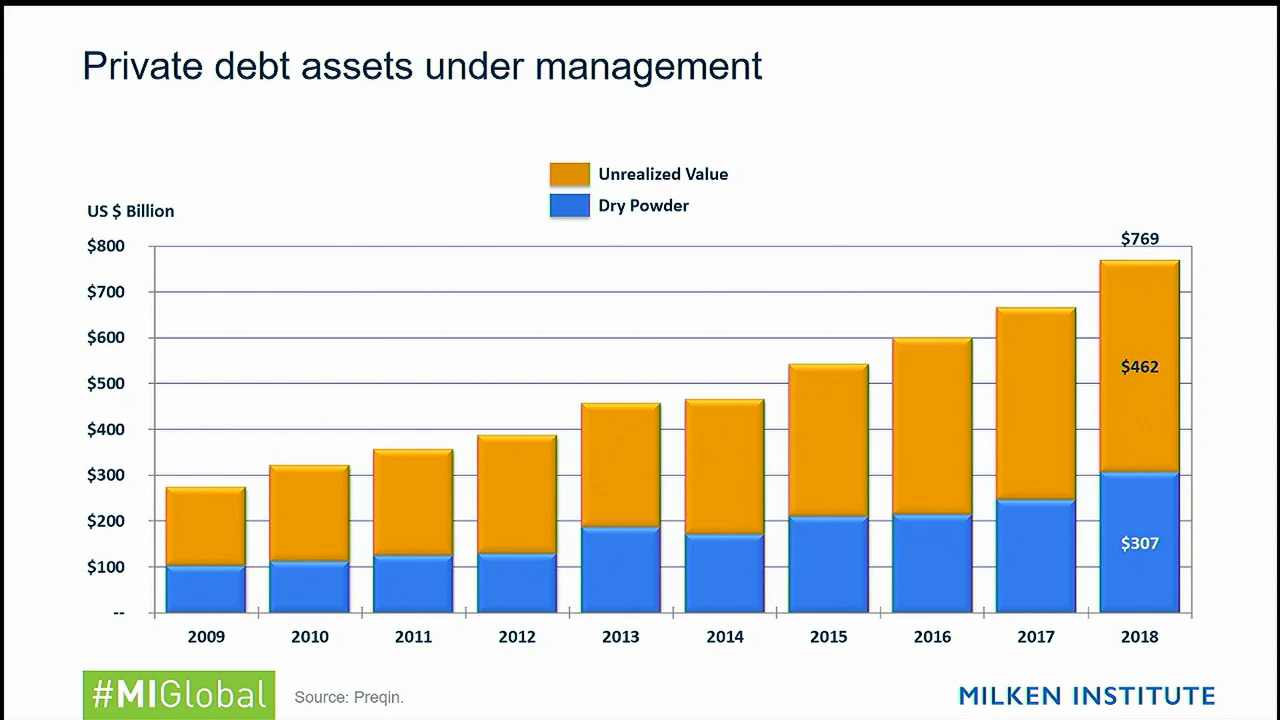 Private debt assets under management
Unrealized Value
Dry Powder
US $ Billion
$800
$700
$600
$500
$400
$300
$200
$100
--
$769
$462
$307
2009 2010 2011 2012 2013 2014 2015 2016 2017 2018
#MIGlobal
Source: Preqin.
MILKEN INSTITUTE